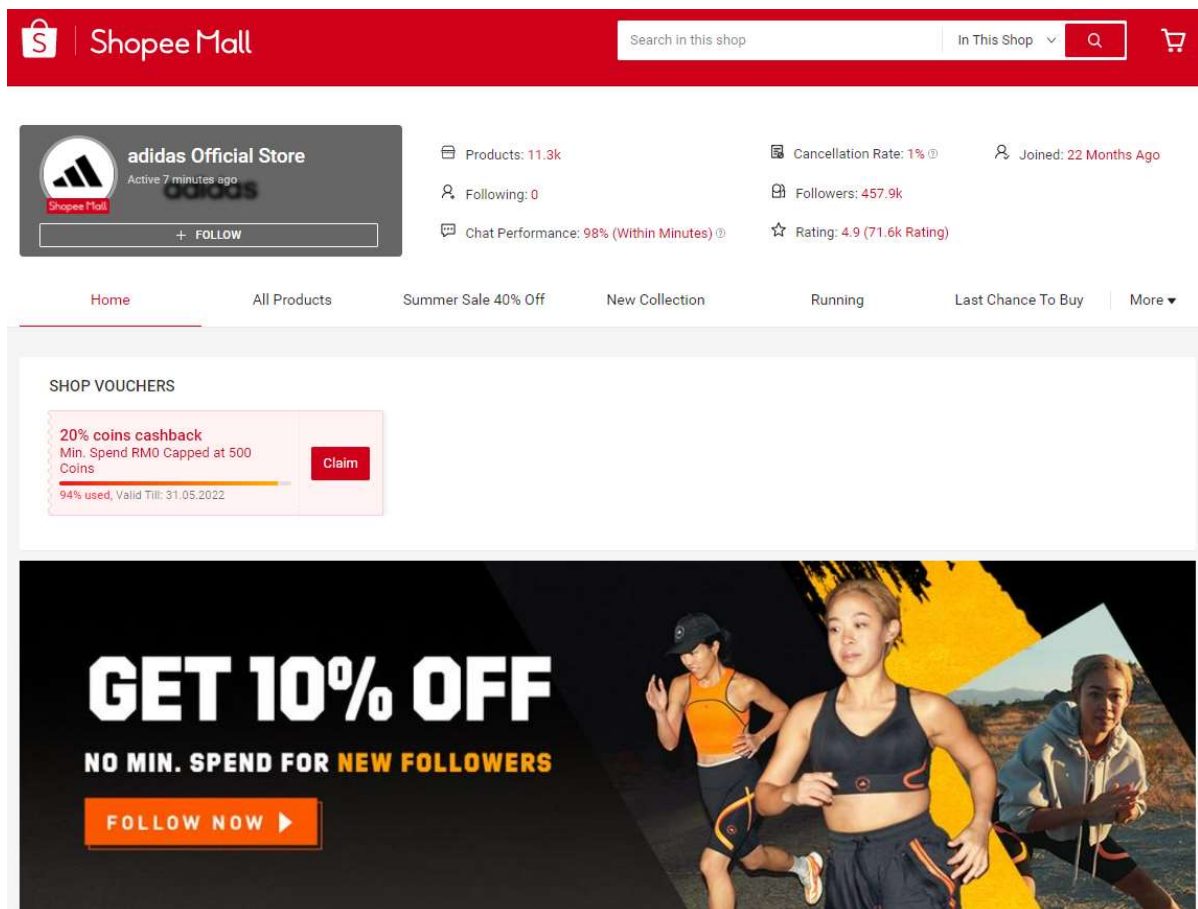 S Shopee Mall
Search in this shop
In This Shop
adidas Official Store
Active 7 minutes ago
adidas
Shopee Mall
+ FOLLOW
Products: 11.3k
Cancellation Rate: 1%
Joined: 22 Months Ago
Following: 0
Followers: 457.9k
Chat Performance: 98% (Within Minutes)
Rating: 4.9 (71.6k Rating)
Home
All Products
Summer Sale 40% Off
New Collection
Running
Last Chance To Buy
More
SHOP VOUCHERS
20% coins cashback
Min. Spend RM0 Capped at 500
Coins
94% used, Valid Till: 31.05.2022
Claim
GET 10% OFF
NO MIN. SPEND FOR NEW FOLLOWERS
FOLLOW NOW